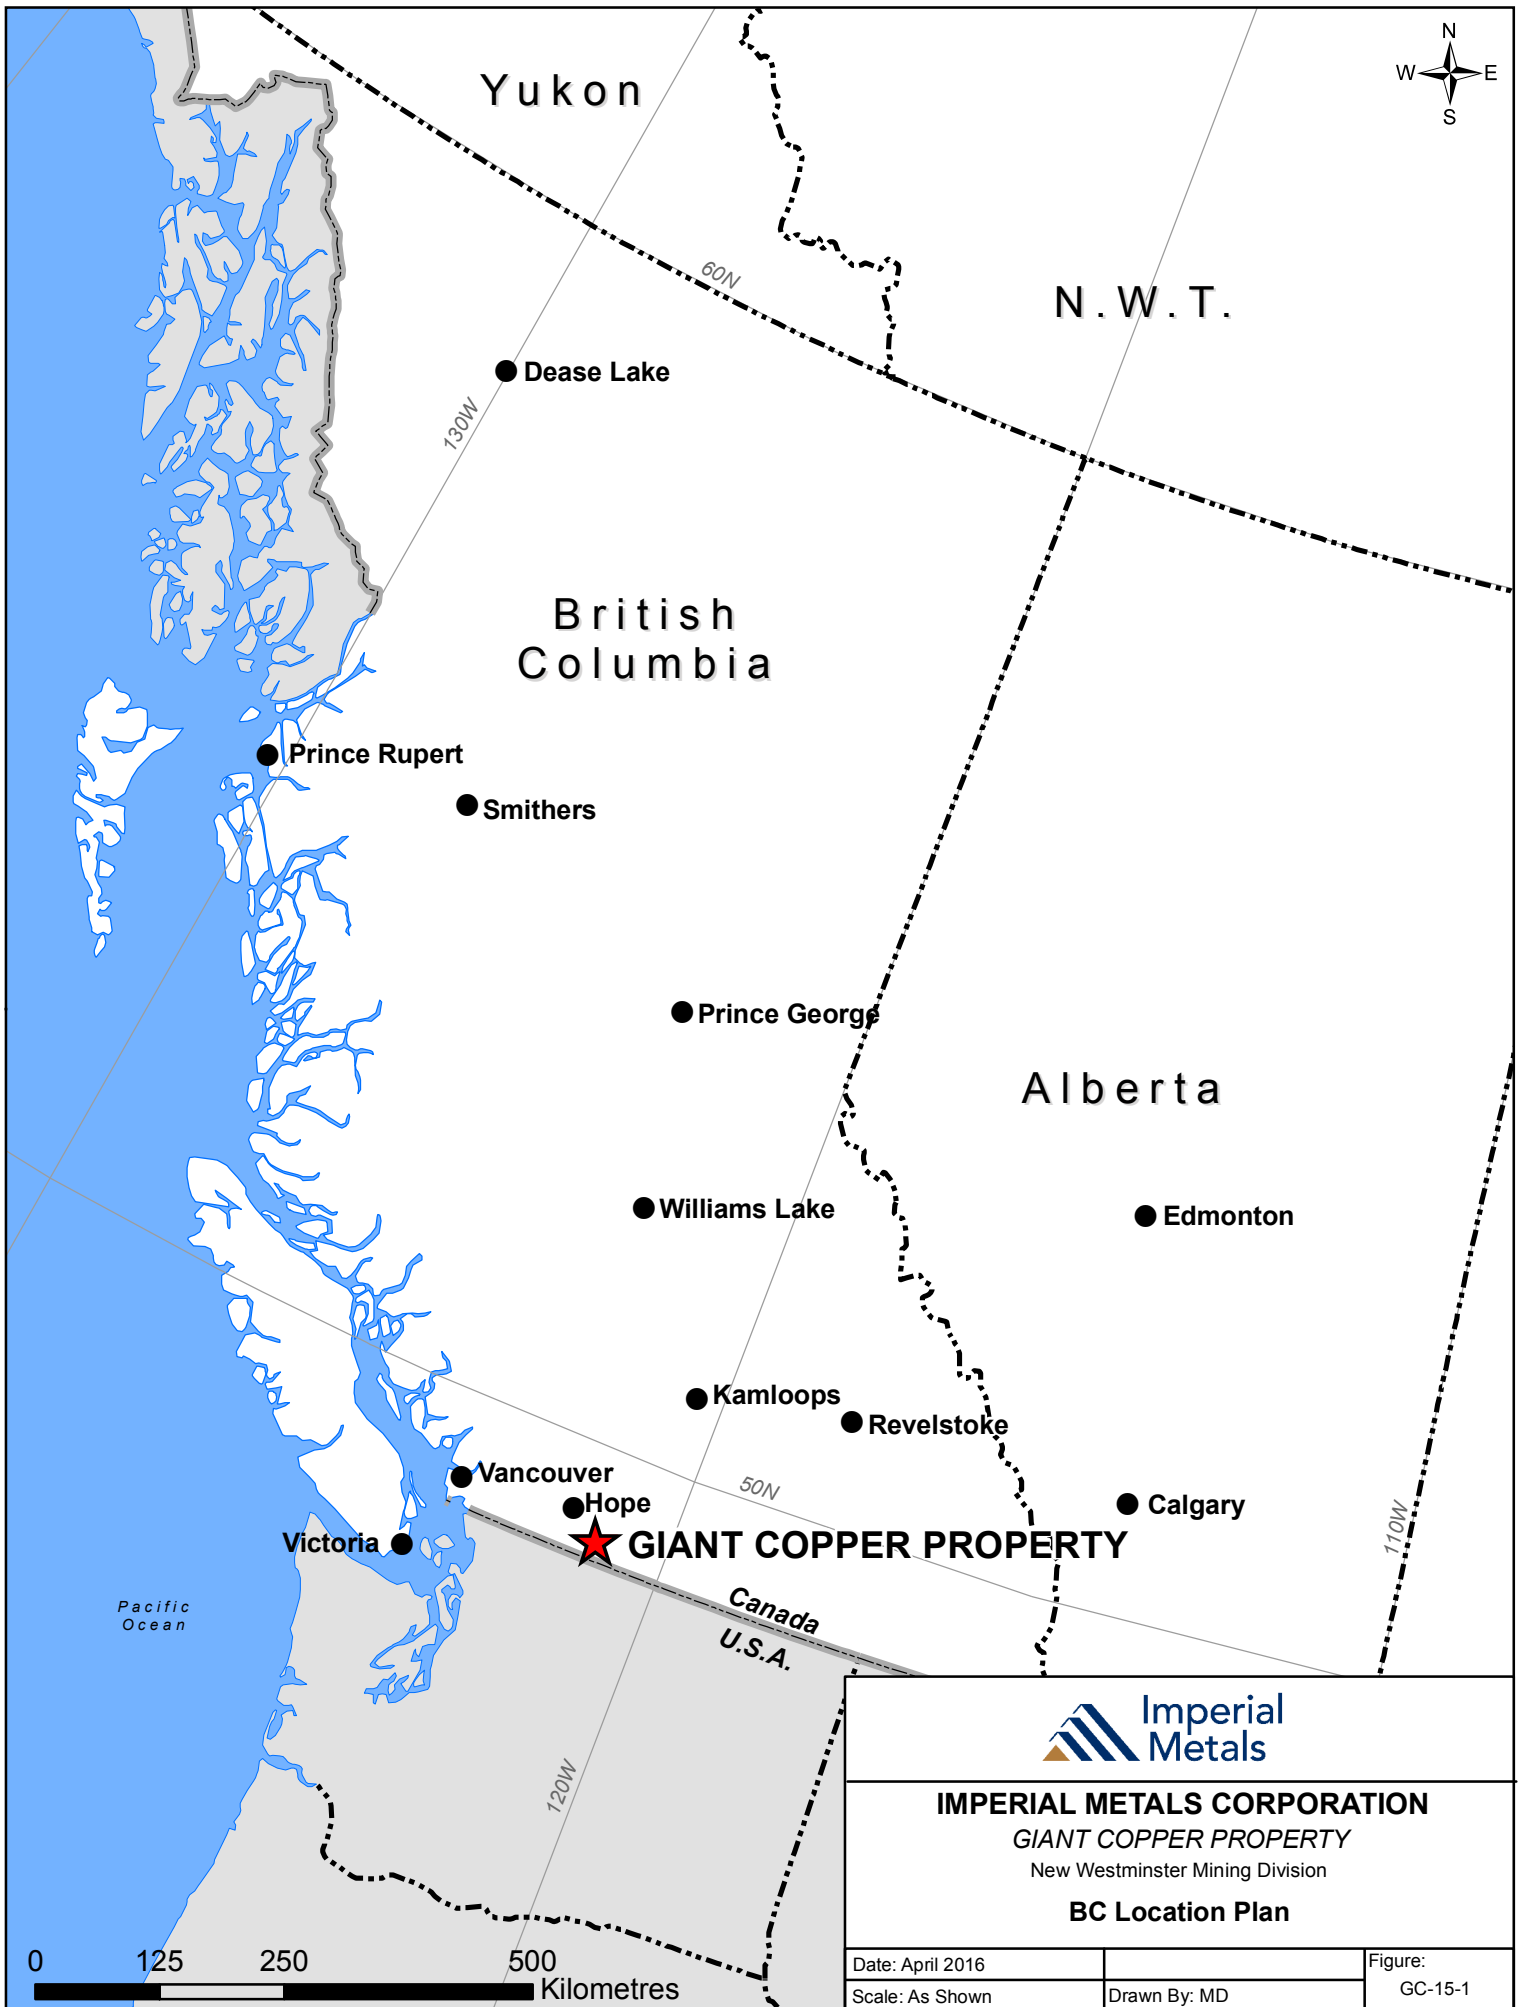 N
W E
S
Yukon
60N
N.W.T.
Dease Lake
130W
British
Columbia
Prince Rupert
Smithers
Prince George
Alberta
Williams Lake
Edmonton
Kamloops
Revelstoke
Vancouver
50N
Hope
Calgary
110W
Victoria
GIANT COPPER PROPERTY
Canada
U.S.A.
Pacific
Ocean
120W
Imperial
Metals
IMPERIAL METALS CORPORATION
GIANT COPPER PROPERTY
New Westminster Mining Division
BC Location Plan
0 125 250 500
Kilometres
Date: April 2016
Figure:
GC-15-1
Scale: As Shown
Drawn By: MD